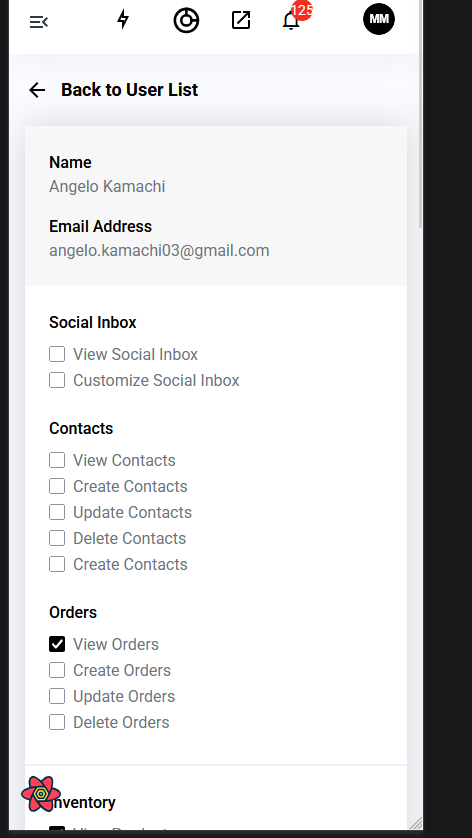 125
MM
Back to User List
Name
Angelo Kamachi
Email Address
angelo.kamachi03@gmail.com
Social Inbox
View Social Inbox
Customize Social Inbox
Contacts
View Contacts
Create Contacts
Update Contacts
Delete Contacts
Create Contacts
Orders
View Orders
Create Orders
Update Orders
Delete Orders
nventory